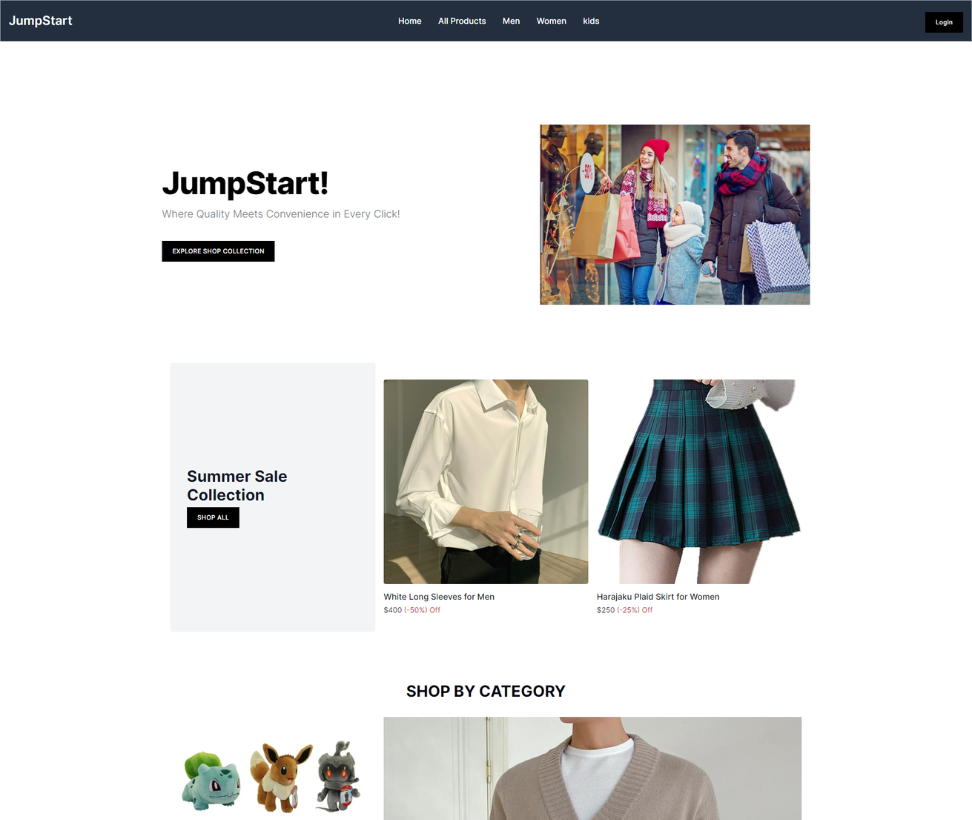 JumpStart
Home
All Products
Men
Women
kids
Login
JumpStart!
Where Quality Meets Convenience in Every Click!
EXPLORE SHOP COLLECTION
Summer Sale
Collection
SHOP ALL
White Long Sleeves for Men
$400 (-50%) Off
Harajaku Plaid Skirt for Women
$250 (-25%) Off
SHOP BY CATEGORY